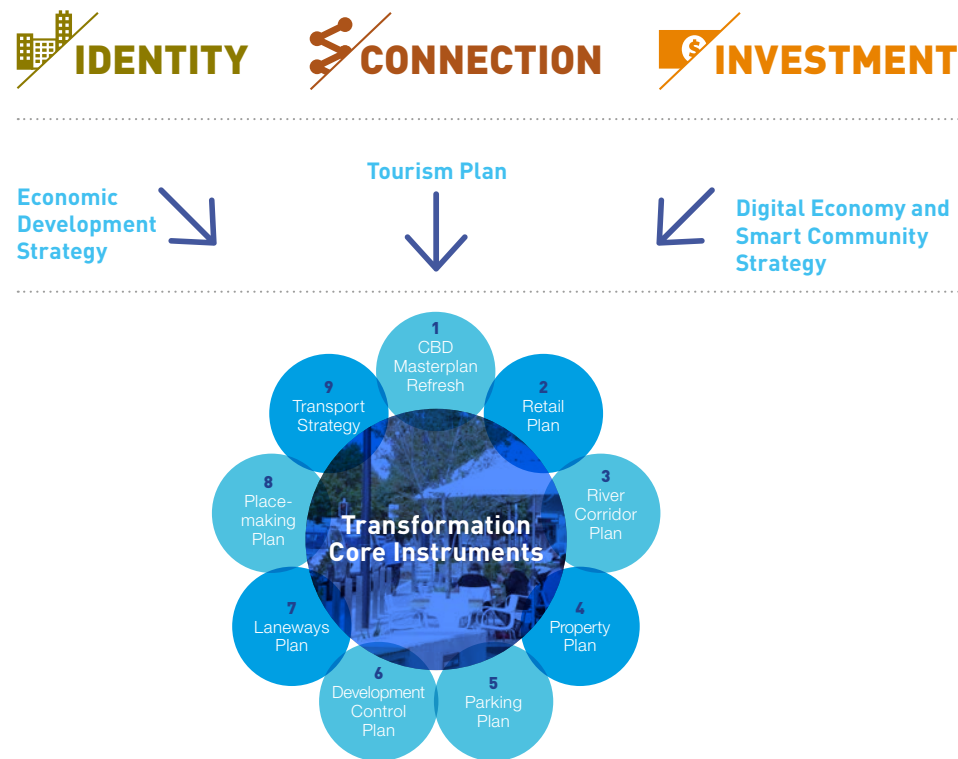 IDENTITY
CONNECTION
INVESTMENT
Tourism Plan
Economic
Development
Strategy
Digital Economy and
Smart Community
Strategy
1
CBD
Masterplan
Refresh
2
Retail
Plan
3
River
Corridor
Plan
4
Property
Plan
5
Parking
Plan
6
Development
Control
Plan
7
Laneways
Plan
8
Place-
making
Plan
9
Transport
Strategy
Transformation
Core Instruments